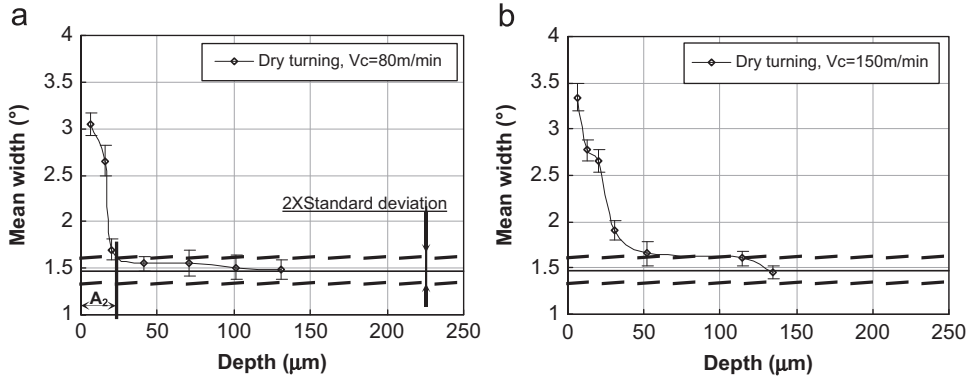 a
4
Dry turning, Vc=80m/min
3.5
3
2.5
2
1.5
1
Mean width (°)
2XStandard deviation
A2
0 50 100 150 200 250
Depth (μm)
b
4
Dry turning, Vc=150m/min
3.5
3
2.5
2
1.5
1
Mean width (°)
0 50 100 150 200 250
Depth (μm)